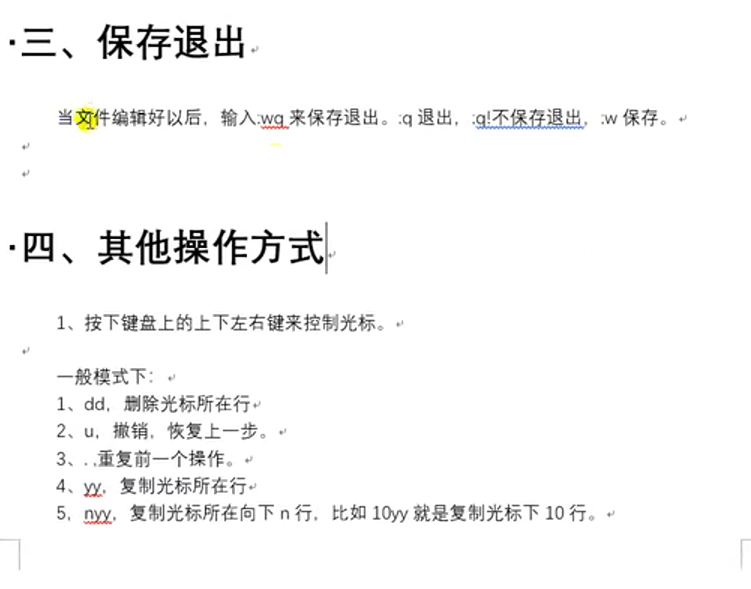 三、保存退出
当文件编辑好以后，输入:wq 来保存退出。:q 退出，:q!不保存退出，:w 保存。
四、其他操作方式
1、按下键盘上的上下左右键来控制光标。
一般模式下：
1、dd，删除光标所在行
2、u，撤销，恢复上一步。
3、. ,重复前一个操作。
4、yy，复制光标所在行
5，nyy，复制光标所在向下 n 行，比如 10yy 就是复制光标下 10 行。